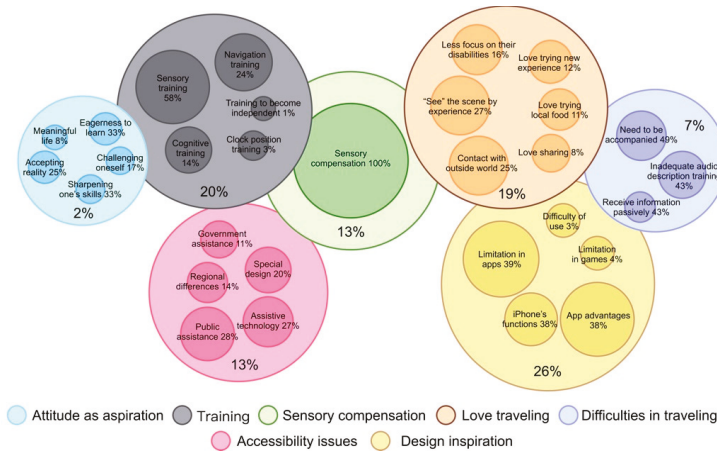 Sensory
training
58%
Navigation
training
24%
Training to become
independent 1%
Cognitive
training
14%
Clock position
training 3%
20%
Meaningful
life 8%
Eagerness to
learn 33%
Accepting
reality 25%
Challenging
oneself 17%
Sharpening
one's skills 33%
2%
Sensory
compensation 100%
13%
Less focus on their
disabilities 16%
Love trying new
experience 12%
"See" the scene by
experience 27%
Love trying
local food 11%
Contact with
outside world 25%
Love sharing 8%
19%
7%
Need to be
accompanied 49%
Inadequate audio
description training
43%
Receive information
passively 43%
Government
assistance 11%
Special
design 20%
Regional
differences 14%
Public
assistance 28%
Assistive
technology 27%
13%
Difficulty of
use 3%
Limitation in
apps 39%
Limitation
in games 4%
iPhone's
functions 38%
App advantages
38%
26%
Attitude as aspiration
Training
Sensory compensation
Love traveling
Difficulties in traveling
Accessibility issues
Design inspiration